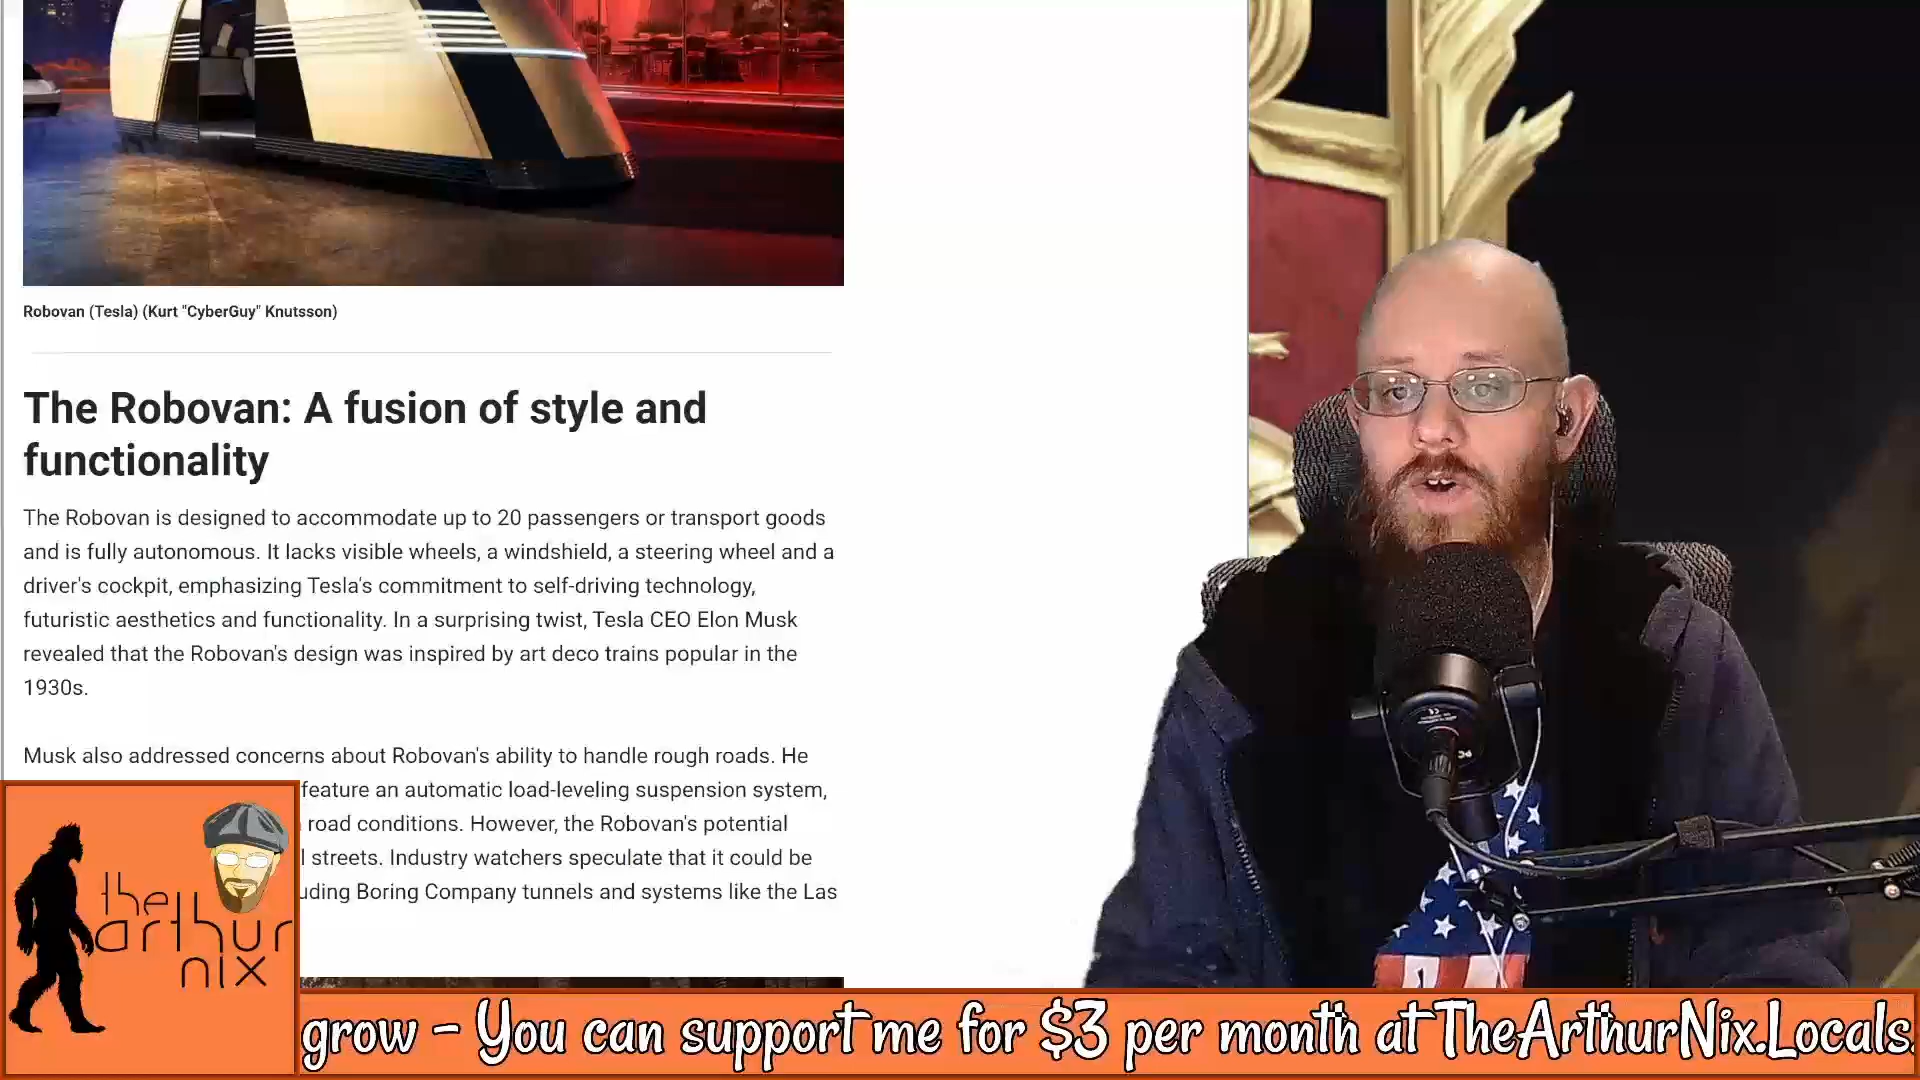 Robovan (Tesla) (Kurt "CyberGuy" Knutsson)
The Robovan: A fusion of style and
functionality
The Robovan is designed to accommodate up to 20 passengers or transport goods
and is fully autonomous. It lacks visible wheels, a windshield, a steering wheel and a
driver's cockpit, emphasizing Tesla's commitment to self-driving technology,
futuristic aesthetics and functionality. In a surprising twist, Tesla CEO Elon Musk
revealed that the Robovan's design was inspired by art deco trains popular in the
1930s.
Musk also addressed concerns about Robovan's ability to handle rough roads. He
feature an automatic load-leveling suspension system,
road conditions. However, the Robovan's potential
streets. Industry watchers speculate that it could be
Boring Company tunnels and systems like the Las
the
arthur
nix
grow - You can support me for $3 per month at TheArthurNix.Locals.